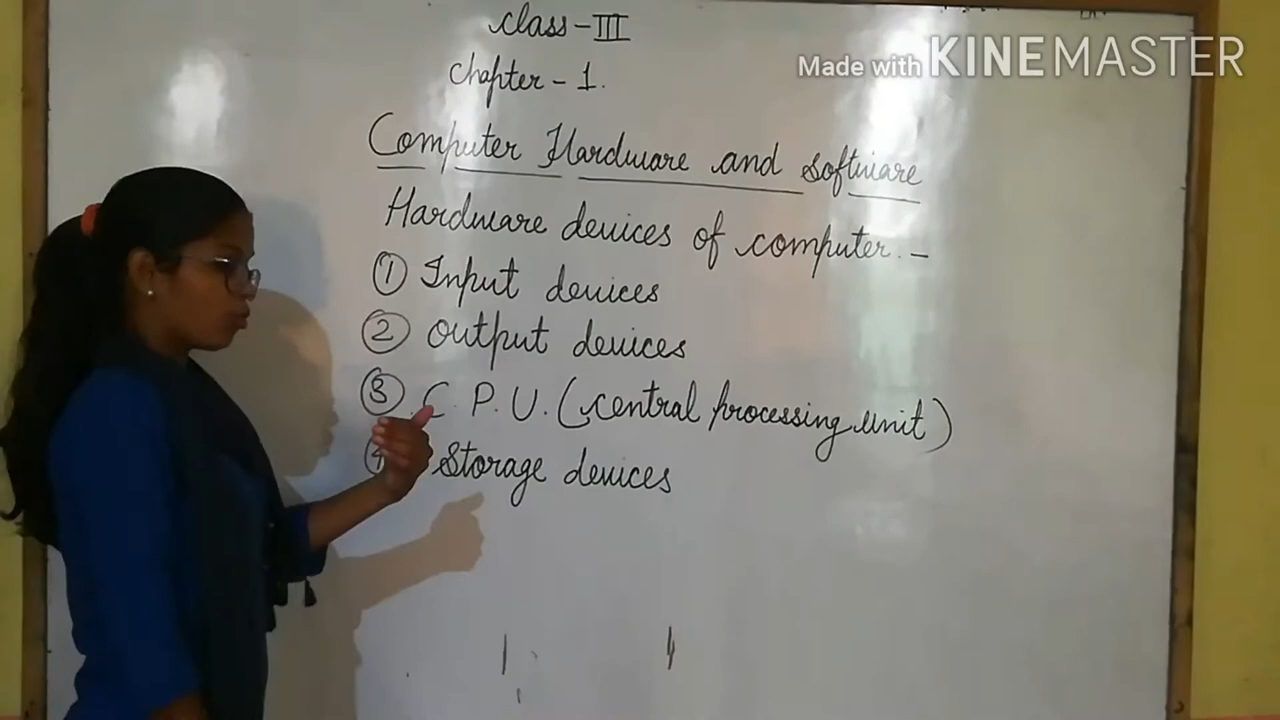 Class - III
Made with KINEMASTER
Chapter - 1.
Computer Hardware and Software
Hardware devices of computer. -
① Input devices
② output devices
③ C. P. U. (central processing unit)
④ Storage devices